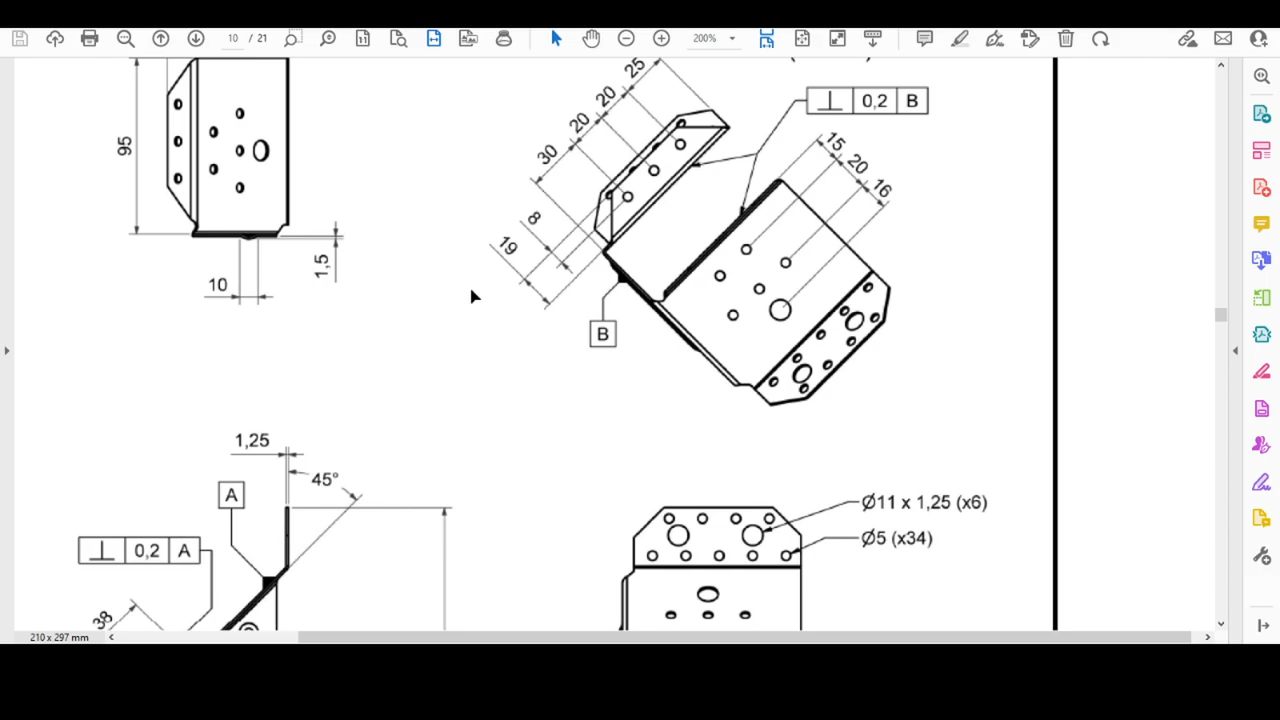 10 / 21
200%
95
10
1,5
25
20
20
30
8
19
B
⊥ 0,2 B
15
20
16
1,25
45°
A
⊥ 0,2 A
38
Ø11 x 1,25 (x6)
Ø5 (x34)
210 x 297 mm